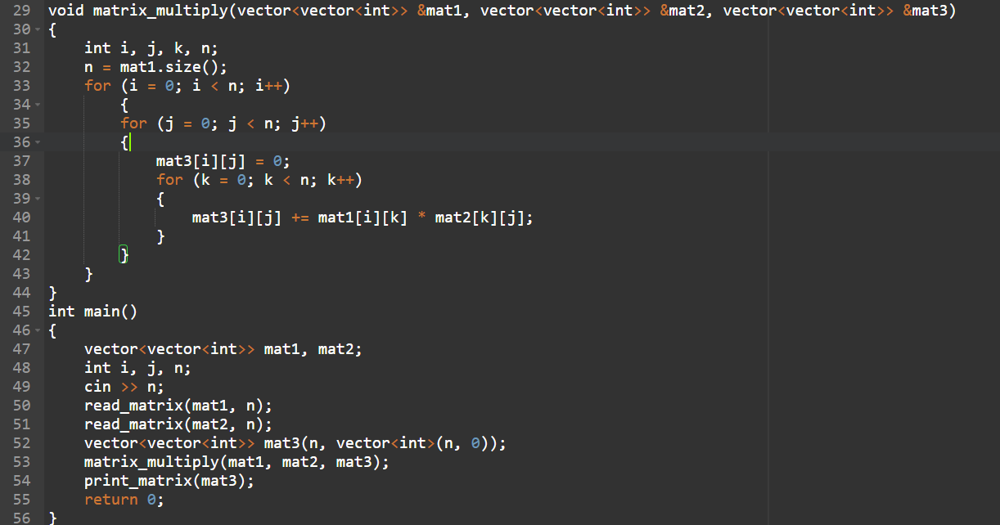 29 void matrix_multiply(vector<vector<int>> &mat1, vector<vector<int>> &mat2, vector<vector<int>> &mat3)
30 {
31     int i, j, k, n;
32     n = mat1.size();
33     for (i = 0; i < n; i++)
34         {
35         for (j = 0; j < n; j++)
36         {
37             mat3[i][j] = 0;
38             for (k = 0; k < n; k++)
39             {
40                 mat3[i][j] += mat1[i][k] * mat2[k][j];
41             }
42         }
43     }
44 }
45 int main()
46 {
47     vector<vector<int>> mat1, mat2;
48     int i, j, n;
49     cin >> n;
50     read_matrix(mat1, n);
51     read_matrix(mat2, n);
52     vector<vector<int>> mat3(n, vector<int>(n, 0));
53     matrix_multiply(mat1, mat2, mat3);
54     print_matrix(mat3);
55     return 0;
56 }